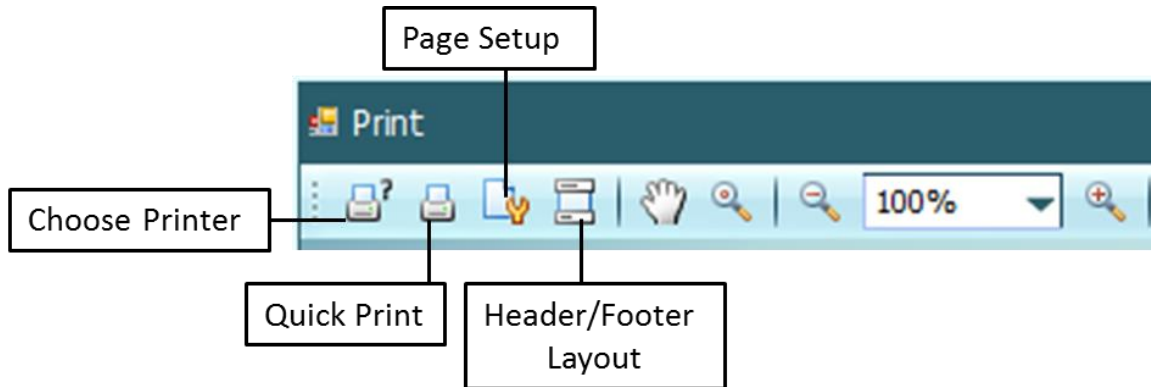 Page Setup
Print
?
100%
Choose Printer
Quick Print
Header/Footer
Layout